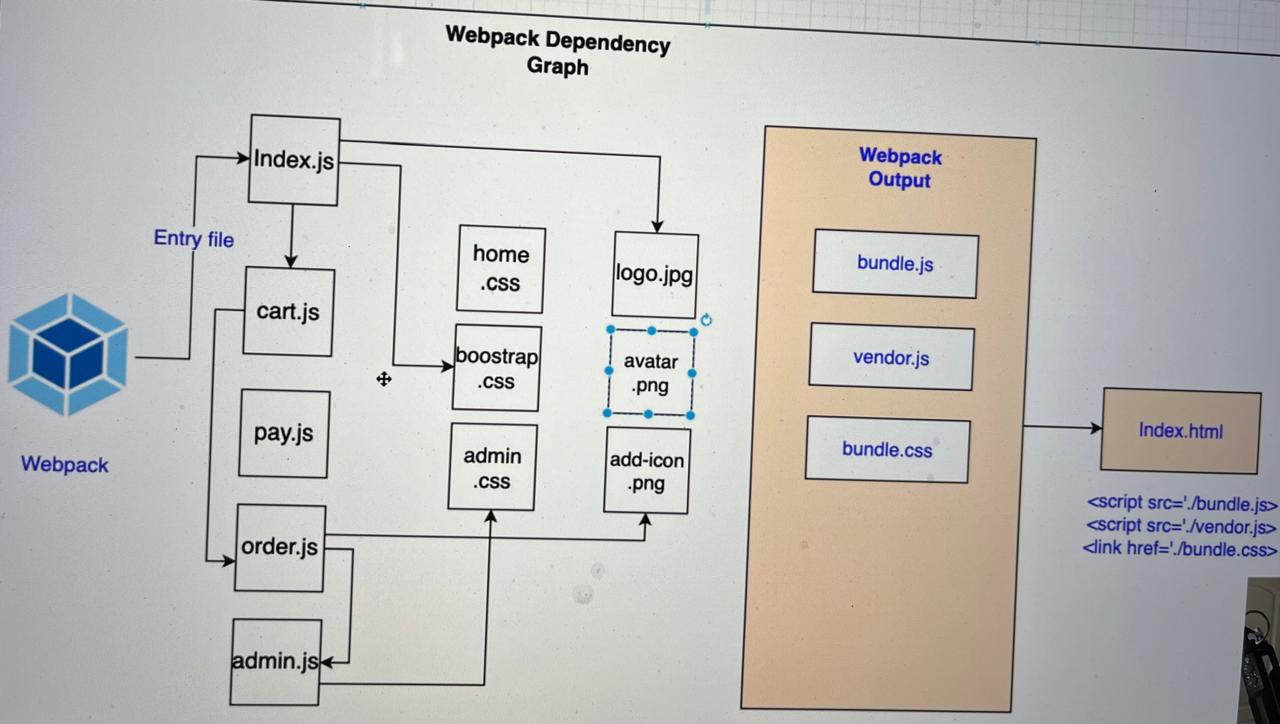 Webpack Dependency
Graph
Index.js
Entry file
cart.js
pay.js
order.js
admin.js
Webpack
home
.css
boostrap
.css
admin
.css
logo.jpg
avatar
.png
add-icon
.png
Webpack
Output
bundle.js
vendor.js
bundle.css
Index.html
<script src='./bundle.js>
<script src='./vendor.js>
<link href='./bundle.css>